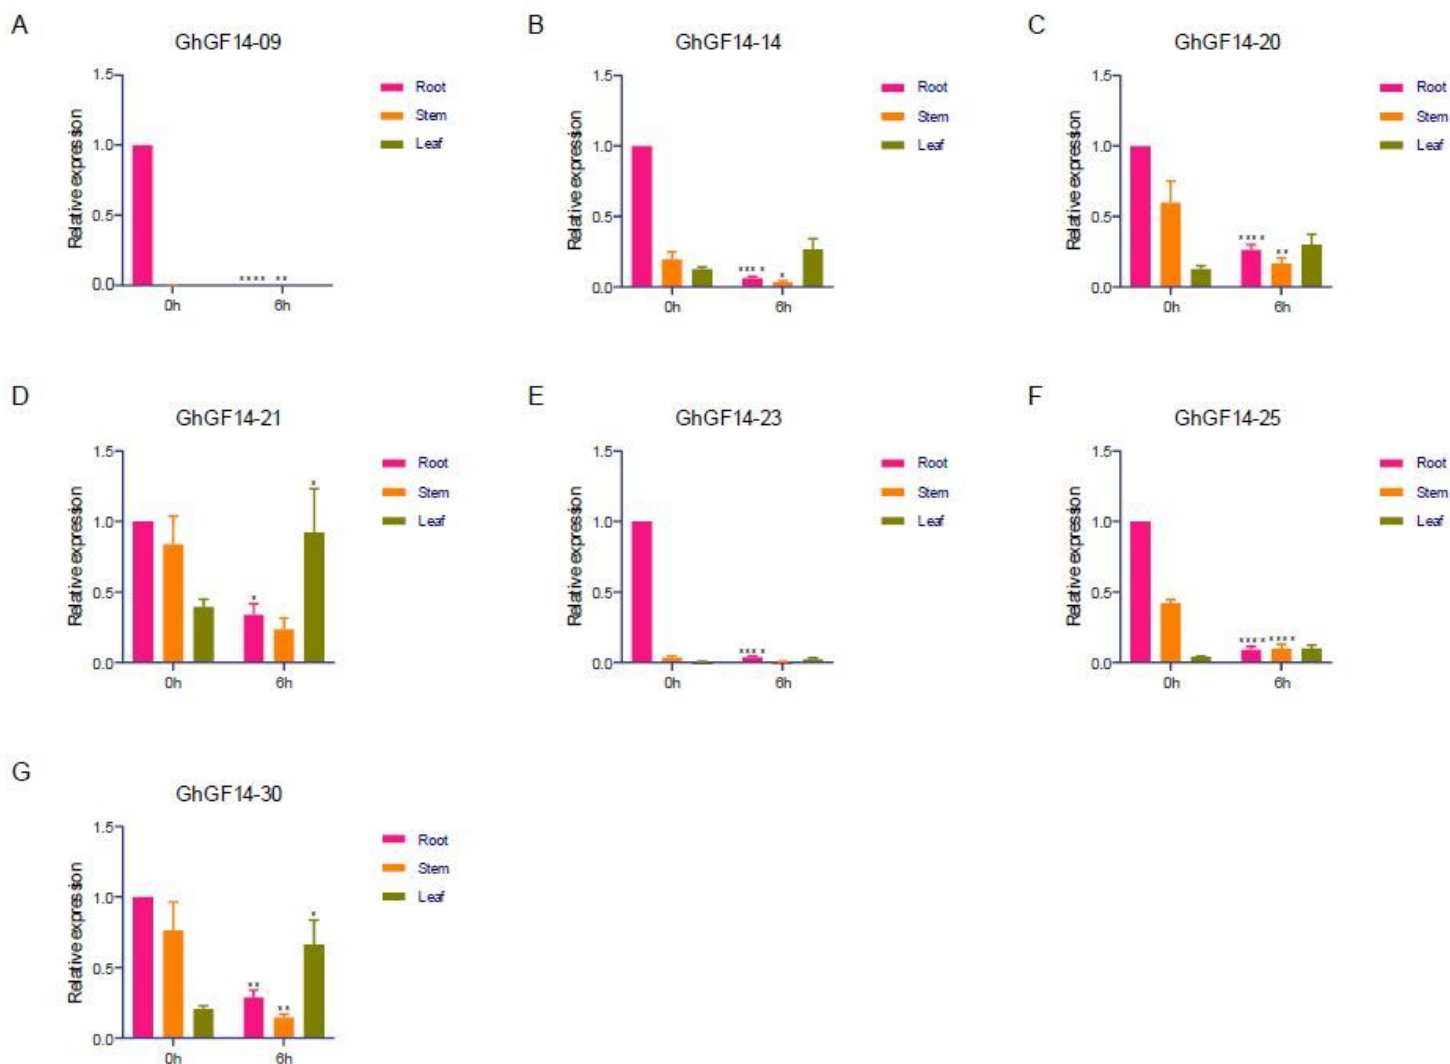 A
GhGF14-09
Relative expression
1.5
1.0
0.5
0.0
**** **
0h
6h
Root
Stem
Leaf
B
GhGF14-14
Relative expression
1.5
1.0
0.5
0.0
*** *
*
0h
6h
Root
Stem
Leaf
C
GhGF14-20
Relative expression
1.5
1.0
0.5
0.0
*** *
**
0h
6h
Root
Stem
Leaf
D
GhGF14-21
Relative expression
1.5
1.0
0.5
0.0
*
*
0h
6h
Root
Stem
Leaf
E
GhGF14-23
Relative expression
1.5
1.0
0.5
0.0
*** *
0h
6h
Root
Stem
Leaf
F
GhGF14-25
Relative expression
1.5
1.0
0.5
0.0
**** ****
0h
6h
Root
Stem
Leaf
G
GhGF14-30
Relative expression
1.5
1.0
0.5
0.0
**
**
*
0h
6h
Root
Stem
Leaf